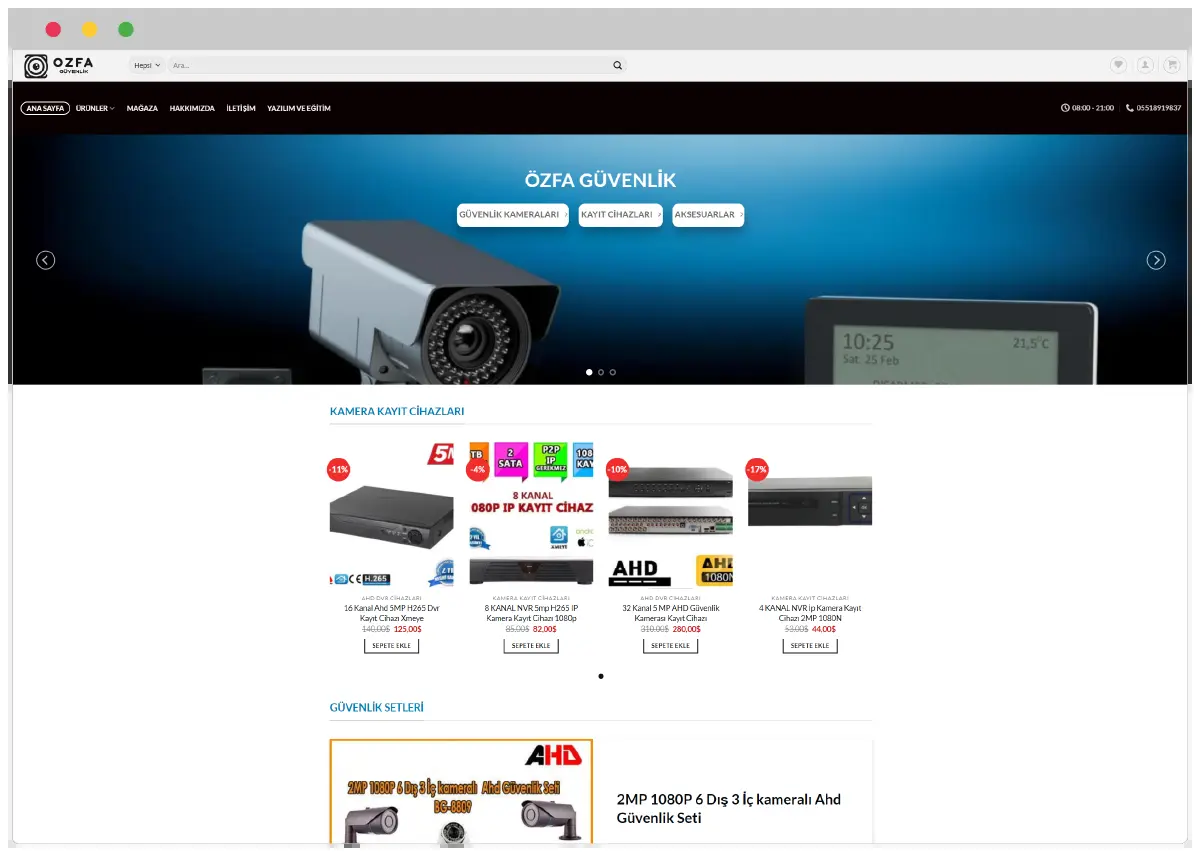 OZFA
GÜVENLİK
Hepsi
Ara...
ANA SAYFA
ÜRÜNLER
MAĞAZA
HAKKIMIZDA
İLETİŞİM
YAZILIM VE EĞİTİM
08:00 - 21:00
05518919837
ÖZFA GÜVENLİK
GÜVENLİK KAMERALARI
KAYIT CİHAZLARI
AKSESUARLAR
10:25
21,5°C
Sat. 25 Feb
KAMERA KAYIT CİHAZLARI
-11%
5M
CE H.265
AHD DVR CİHAZLARI
16 Kanal Ahd 5MP H265 Dvr
Kayıt Cihazı Xmeye
140,00$ 125,00$
SEPETE EKLE
-4%
TB
2
SATA
P2P
IP
GEREKMEZ
108
KAY
8 KANAL
080P IP KAYIT CİHAZ
XMEYE
KAMERA KAYIT CİHAZLARI
8 KANAL NVR 5mp H265 IP
Kamera Kayıt Cihazı 1080p
85,00$ 82,00$
SEPETE EKLE
-10%
AHD
AHD
1080N
AHD DVR CİHAZLARI
32 Kanal 5 MP AHD Güvenlik
Kamerası Kayıt Cihazı
310,00$ 280,00$
SEPETE EKLE
-17%
KAMERA KAYIT CİHAZLARI
4 KANAL NVR ip Kamera Kayıt
Cihazı 2MP 1080N
53,00$ 44,00$
SEPETE EKLE
GÜVENLİK SETLERİ
AHD
2MP 1080P 6 Dış 3 İç kameralı Ahd Güvenlik Seti
BG-8809
2MP 1080P 6 Dış 3 İç kameralı Ahd
Güvenlik Seti